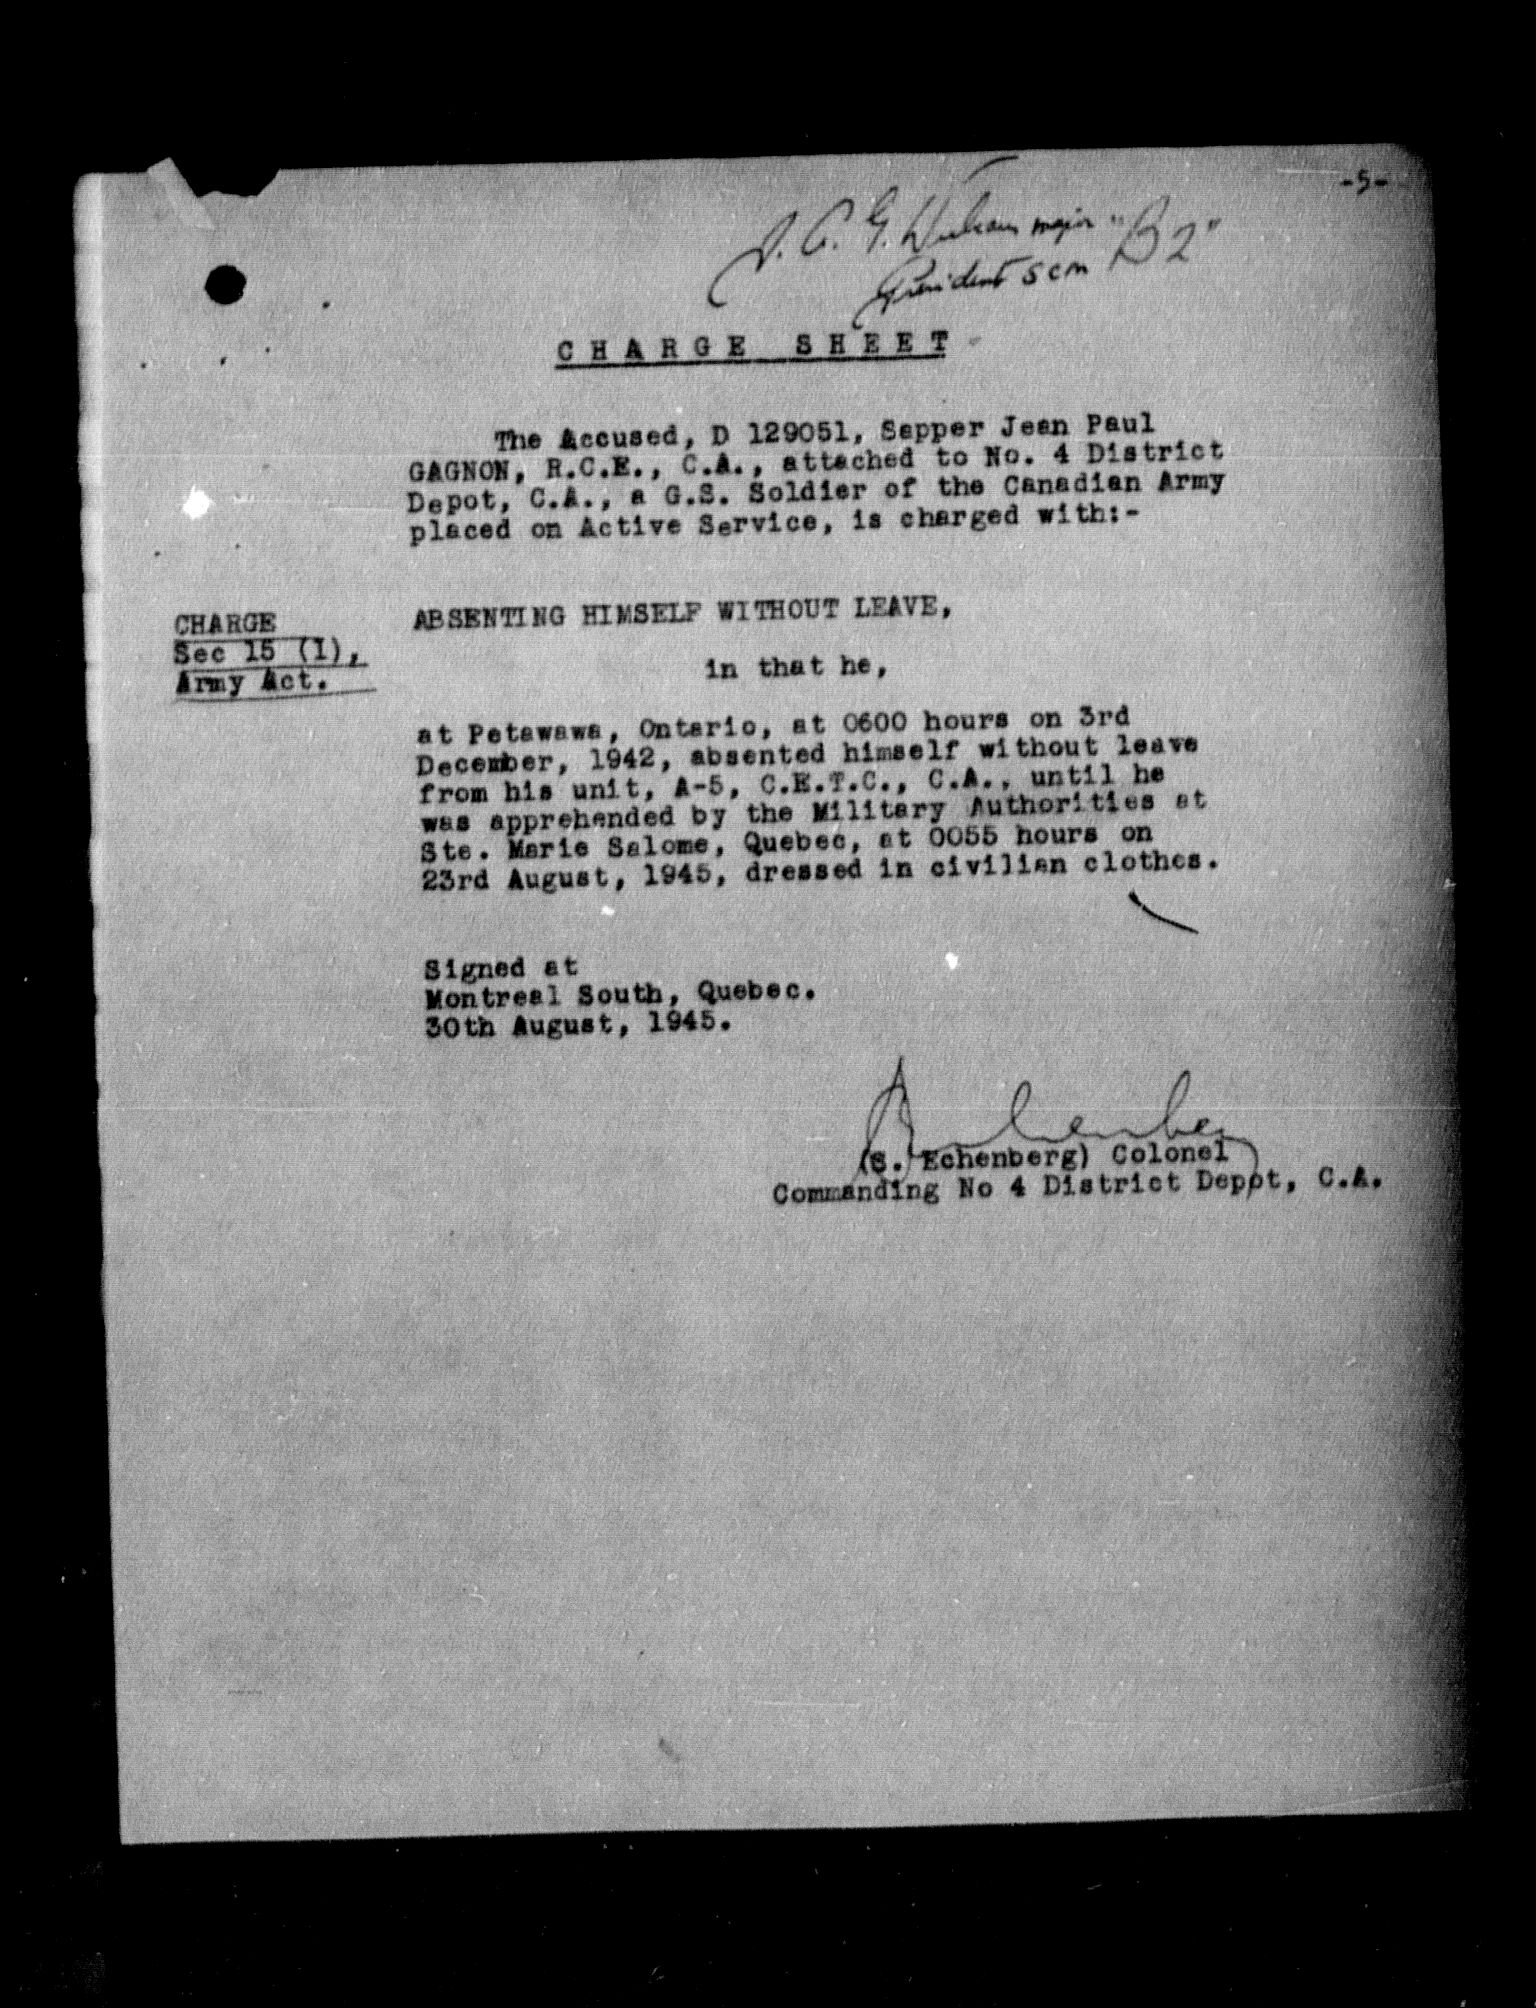 -5-
major "B2"
President SCM
CHARGE SHEET
The Accused, D 129051, Sapper Jean Paul
GAGNON, R.C.E., C.A., attached to No. 4 District
Depot, C.A., a G.S. Soldier of the Canadian Army
placed on Active Service, is charged with:-
CHARGE
Sec 15 (1),
Army Act.
ABSENTING HIMSELF WITHOUT LEAVE,
in that he,
at Petawawa, Ontario, at 0600 hours on 3rd
December, 1942, absented himself without leave
from his unit, A-5, C.E.T.C., C.A., until he
was apprehended by the Military Authorities at
Ste. Marie Salome, Quebec, at 0055 hours on
23rd August, 1945, dressed in civilian clothes.
Signed at
Montreal South, Quebec.
30th August, 1945.
(S. Echenberg) Colonel
Commanding No 4 District Depot, C.A.